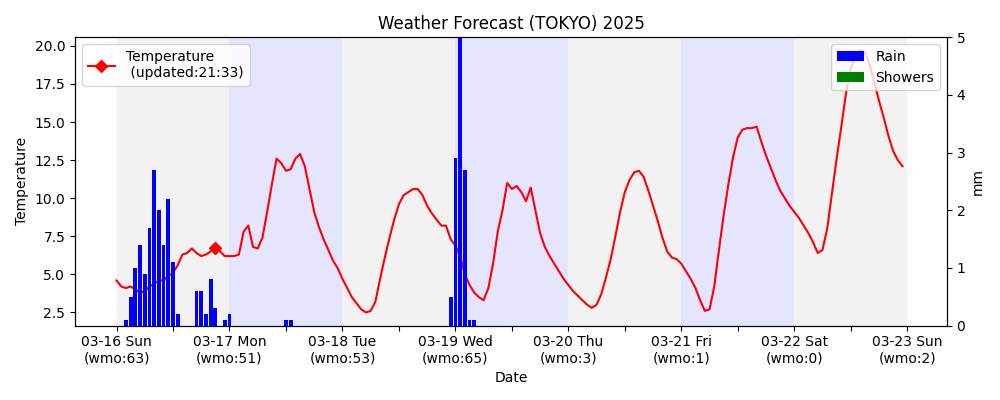 Weather Forecast (TOKYO) 2025
Temperature
(updated:21:33)
Rain
Showers
20.0
17.5
15.0
12.5
10.0
7.5
5.0
2.5
Temperature
5
4
3
2
1
0
mm
03-16 Sun
(wmo:63)
03-17 Mon
(wmo:51)
03-18 Tue
(wmo:53)
03-19 Wed
(wmo:65)
03-20 Thu
(wmo:3)
03-21 Fri
(wmo:1)
03-22 Sat
(wmo:0)
03-23 Sun
(wmo:2)
Date